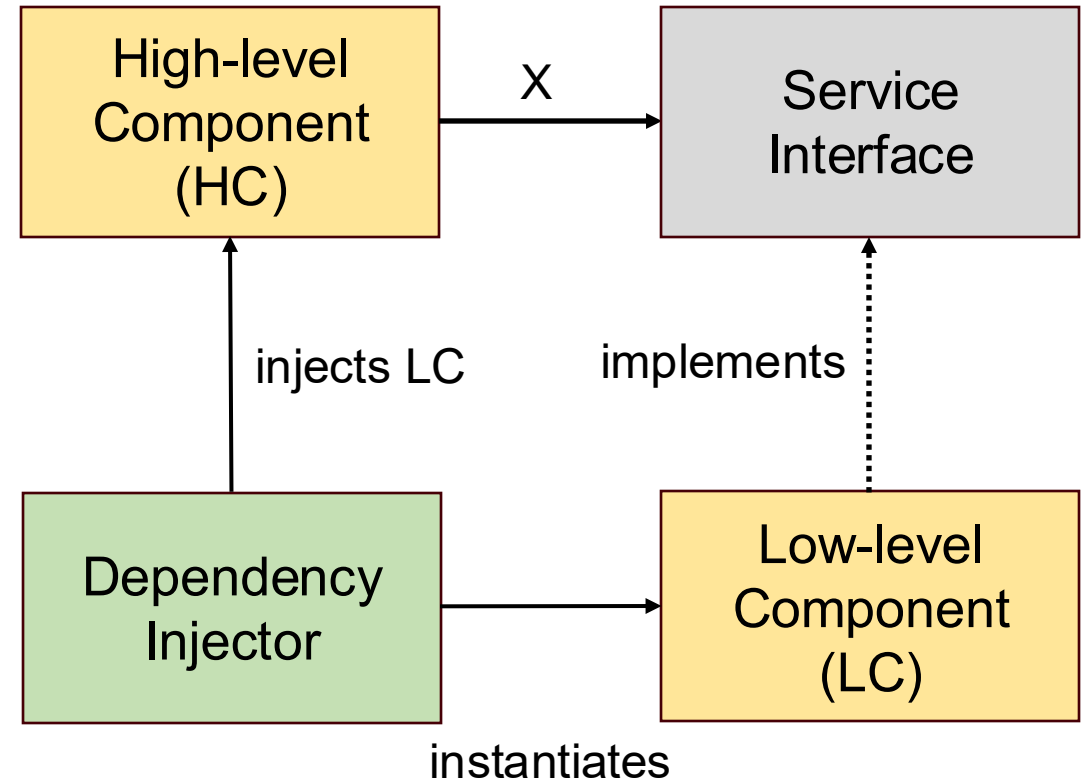 High-level
Component
(HC)
X
Service
Interface
injects LC
implements
Dependency
Injector
Low-level
Component
(LC)
instantiates